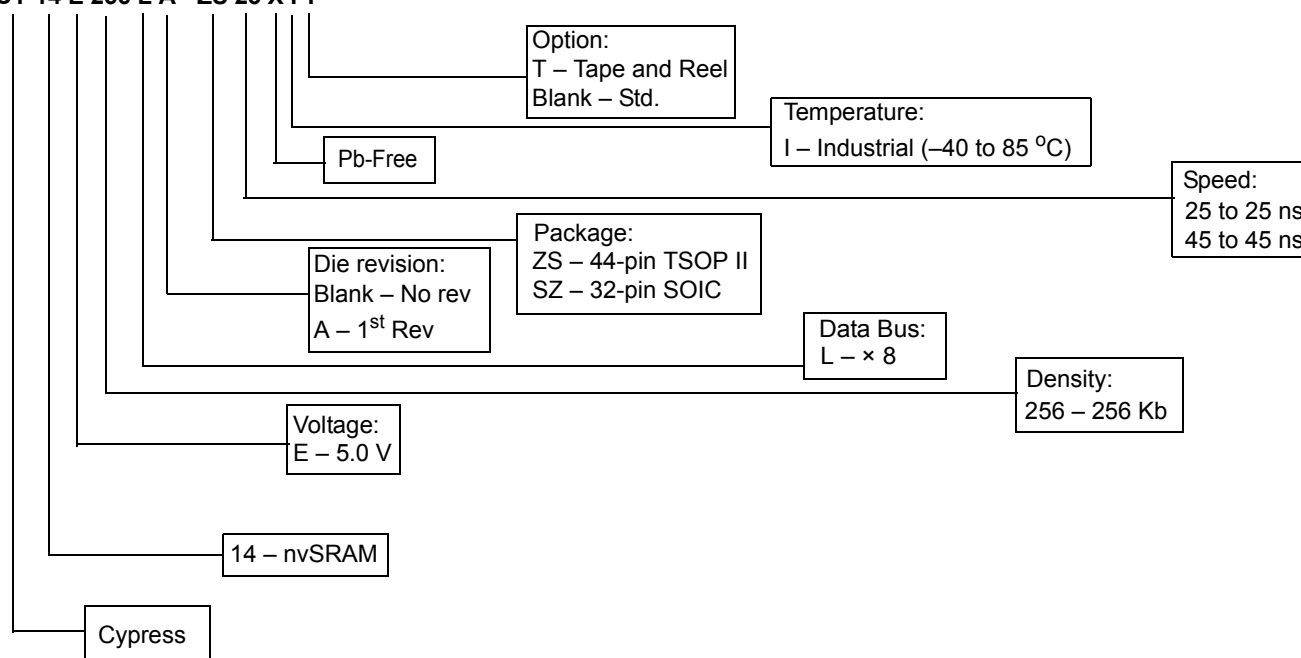 Option:
T – Tape and Reel
Blank – Std.
Temperature:
I – Industrial (–40 to 85 °C)
Pb-Free
Speed:
25 to 25 ns
45 to 45 ns
Package:
ZS – 44-pin TSOP II
SZ – 32-pin SOIC
Die revision:
Blank – No rev
A – 1st Rev
Data Bus:
L – × 8
Density:
256 – 256 Kb
Voltage:
E – 5.0 V
14 – nvSRAM
Cypress